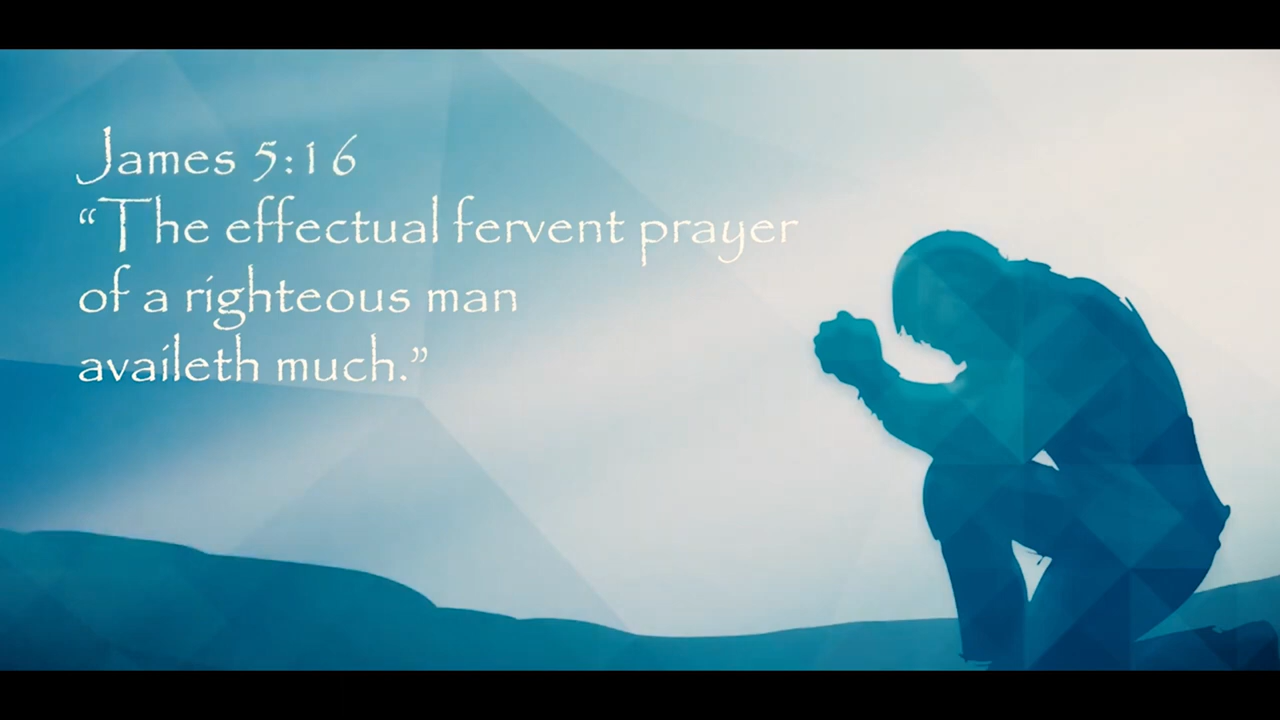 James 5:16
“The effectual fervent prayer
of a righteous man
availeth much.”